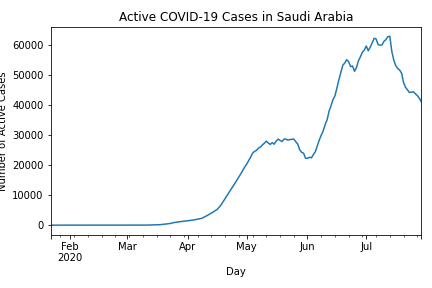 Active COVID-19 Cases in Saudi Arabia
Number of Active Cases
60000
50000
40000
30000
20000
10000
0
Feb Mar Apr May Jun Jul
2020
Day